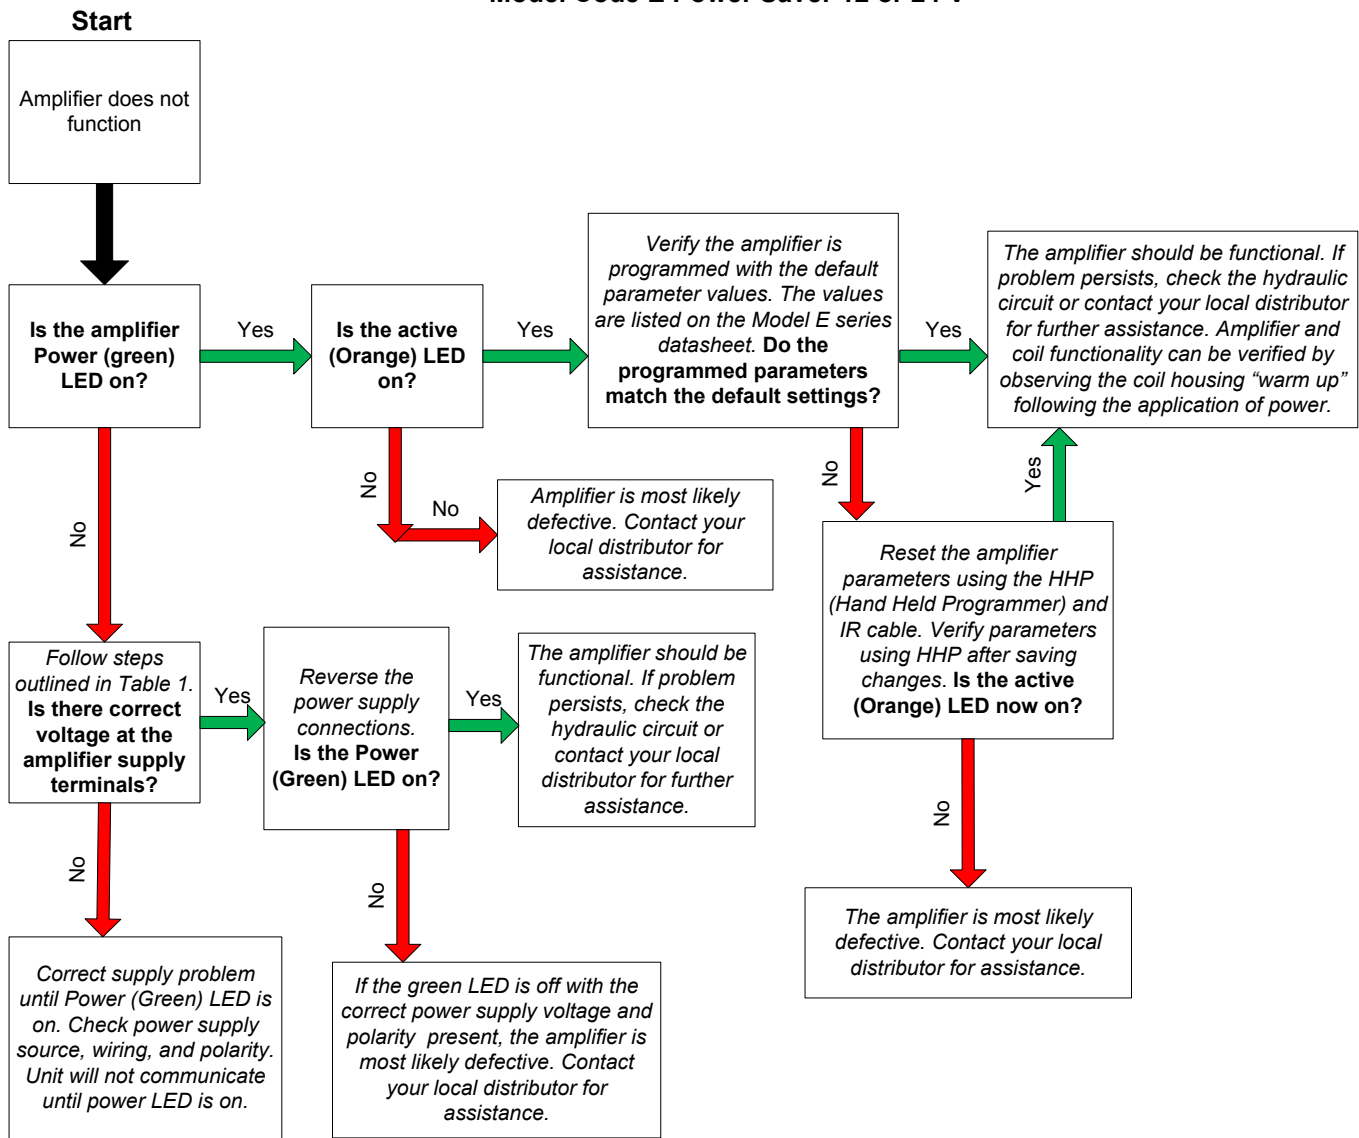 Model Code E Power Saver 12 or 24 V
Start
Amplifier does not
function
Is the amplifier
Power (green)
LED on?
Yes
Is the active
(Orange) LED
on?
Yes
Verify the amplifier is
programmed with the default
parameter values. The values
are listed on the Model E series
datasheet. Do the
programmed parameters
match the default settings?
Yes
The amplifier should be functional. If
problem persists, check the hydraulic
circuit or contact your local distributor
for further assistance. Amplifier and
coil functionality can be verified by
observing the coil housing “warm up”
following the application of power.
No
No
No
Amplifier is most likely
defective. Contact your
local distributor for
assistance.
No
Yes
Reset the amplifier
parameters using the HHP
(Hand Held Programmer) and
IR cable. Verify parameters
using HHP after saving
changes. Is the active
(Orange) LED now on?
Follow steps
outlined in Table 1.
Is there correct
voltage at the
amplifier supply
terminals?
Yes
Reverse the
power supply
connections.
Is the Power
(Green) LED on?
Yes
The amplifier should be
functional. If problem
persists, check the
hydraulic circuit or
contact your local
distributor for further
assistance.
No
No
No
The amplifier is most likely
defective. Contact your local
distributor for assistance.
Correct supply problem
until Power (Green) LED is
on. Check power supply
source, wiring, and polarity.
Unit will not communicate
until power LED is on.
If the green LED is off with the
correct power supply voltage and
polarity present, the amplifier is
most likely defective. Contact
your local distributor for
assistance.